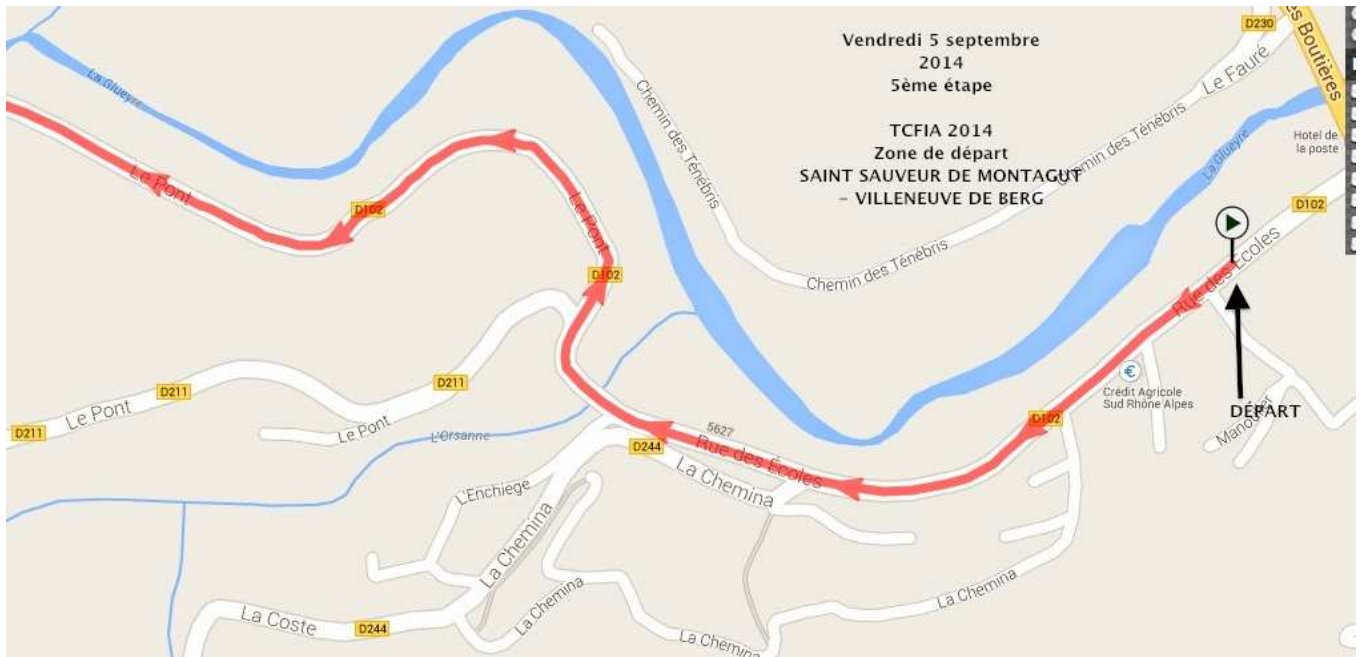 Vendredi 5 septembre
2014
5ème étape
TCFIA 2014
Zone de départ
SAINT SAUVEUR DE MONTAGUT
– VILLENEUVE DE BERG
D230
es Boutières
Le Fauré
Chemin des Ténébris
Chemin des Ténébris
Chemin des Ténébris
La Glueyre
La Glueyre
Hotel de
la poste
D102
Rue des Écoles
Le Pont
D102
Le Pont
D102
D211
Le Pont
D211
D211
Le Pont
L'Orsanne
Crédit Agricole
Sud Rhône Alpes
DÉPART
Manoulier
D102
5627
Rue des Écoles
D244
La Chemina
L'Enchiege
La Chemina
La Chemina
La Chemina
La Chemina
La Coste
D244